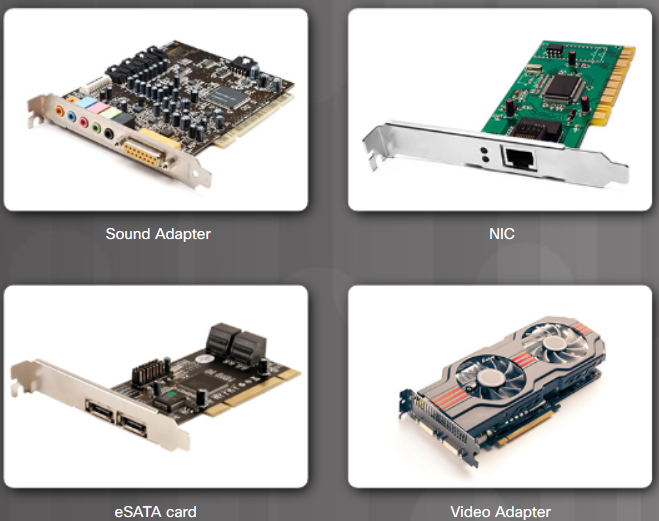 Sound Adapter
NIC
eSATA card
Video Adapter